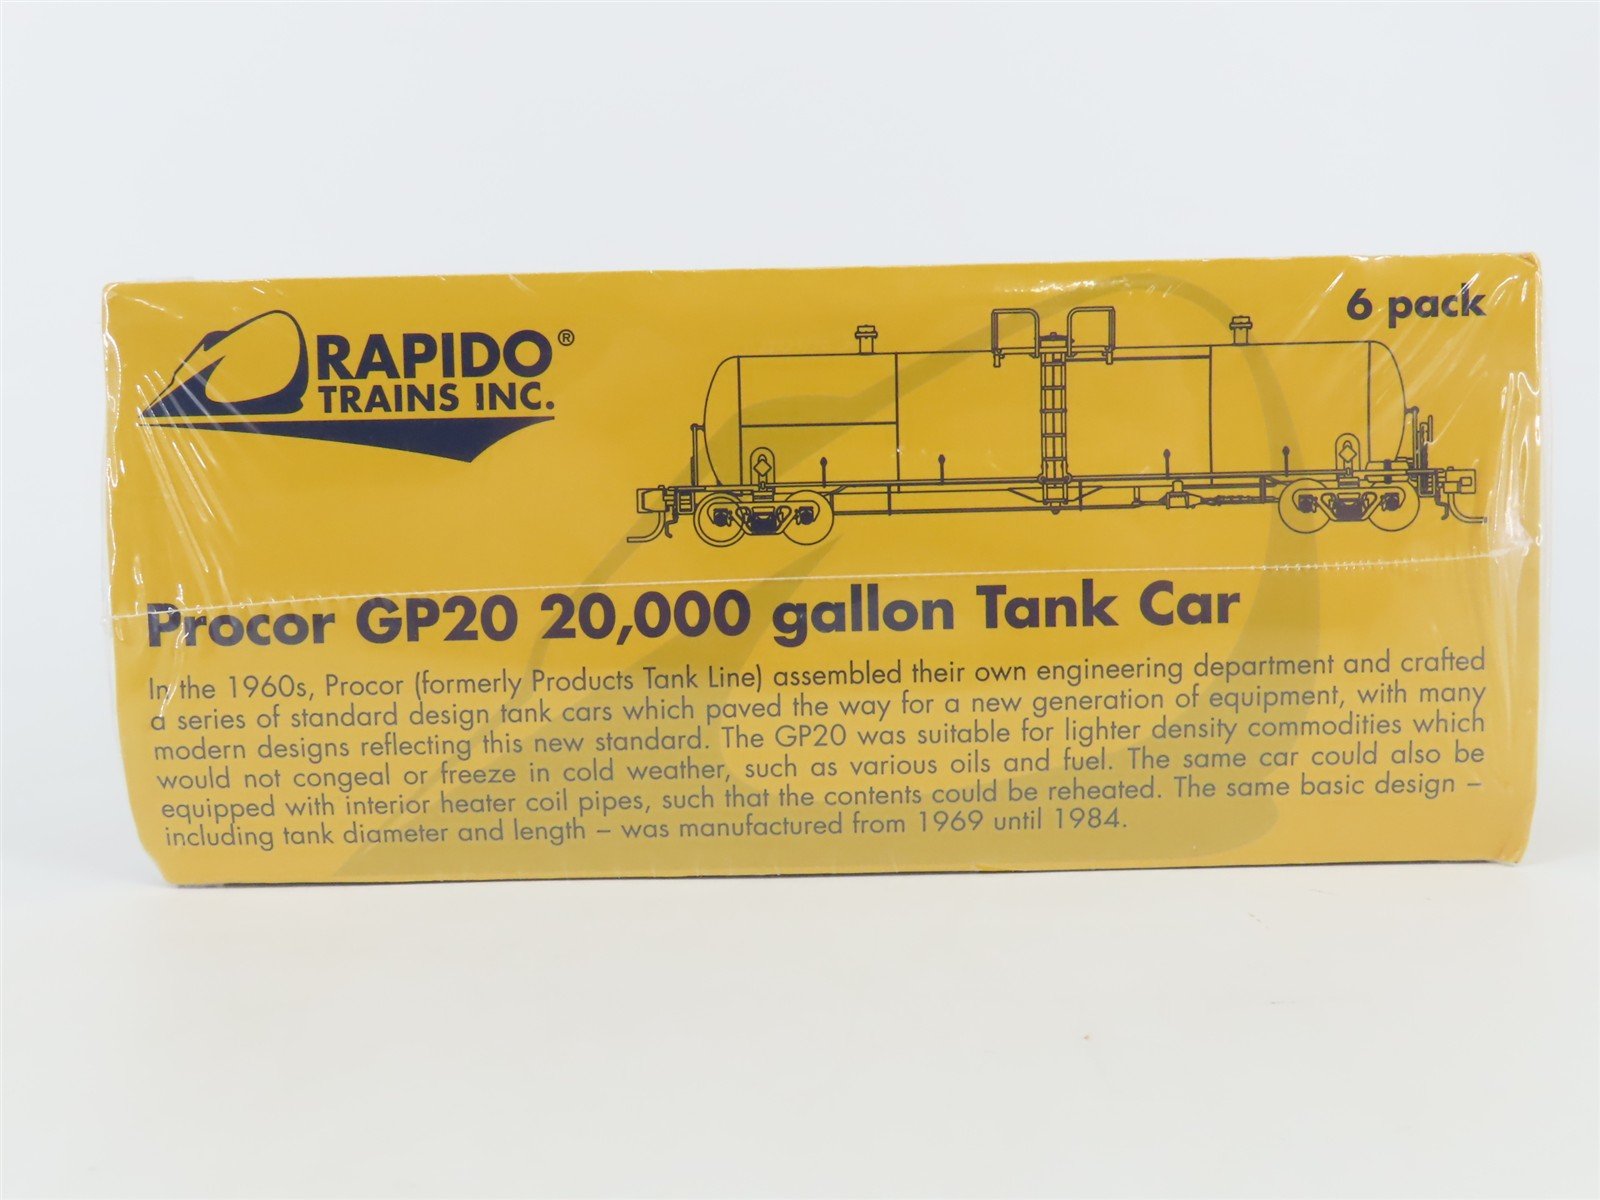 RAPIDO®
TRAINS INC.
6 pack
Procor GP20 20,000 gallon Tank Car
In the 1960s, Procor (formerly Products Tank Line) assembled their own engineering department and crafted
a series of standard design tank cars which paved the way for a new generation of equipment, with many
modern designs reflecting this new standard. The GP20 was suitable for lighter density commodities which
would not congeal or freeze in cold weather, such as various oils and fuel. The same car could also be
equipped with interior heater coil pipes, such that the contents could be reheated. The same basic design –
including tank diameter and length – was manufactured from 1969 until 1984.